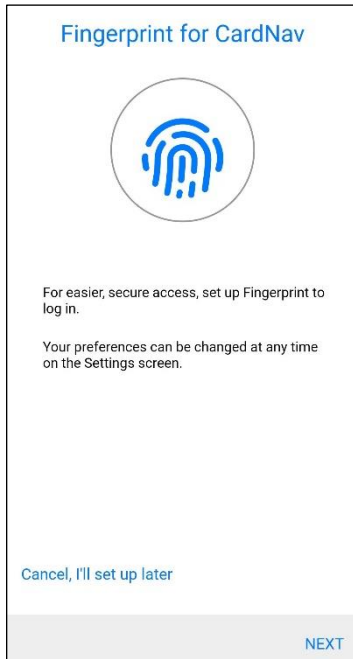 Fingerprint for CardNav
For easier, secure access, set up Fingerprint to
log in.
Your preferences can be changed at any time
on the Settings screen.
Cancel, I'll set up later
NEXT